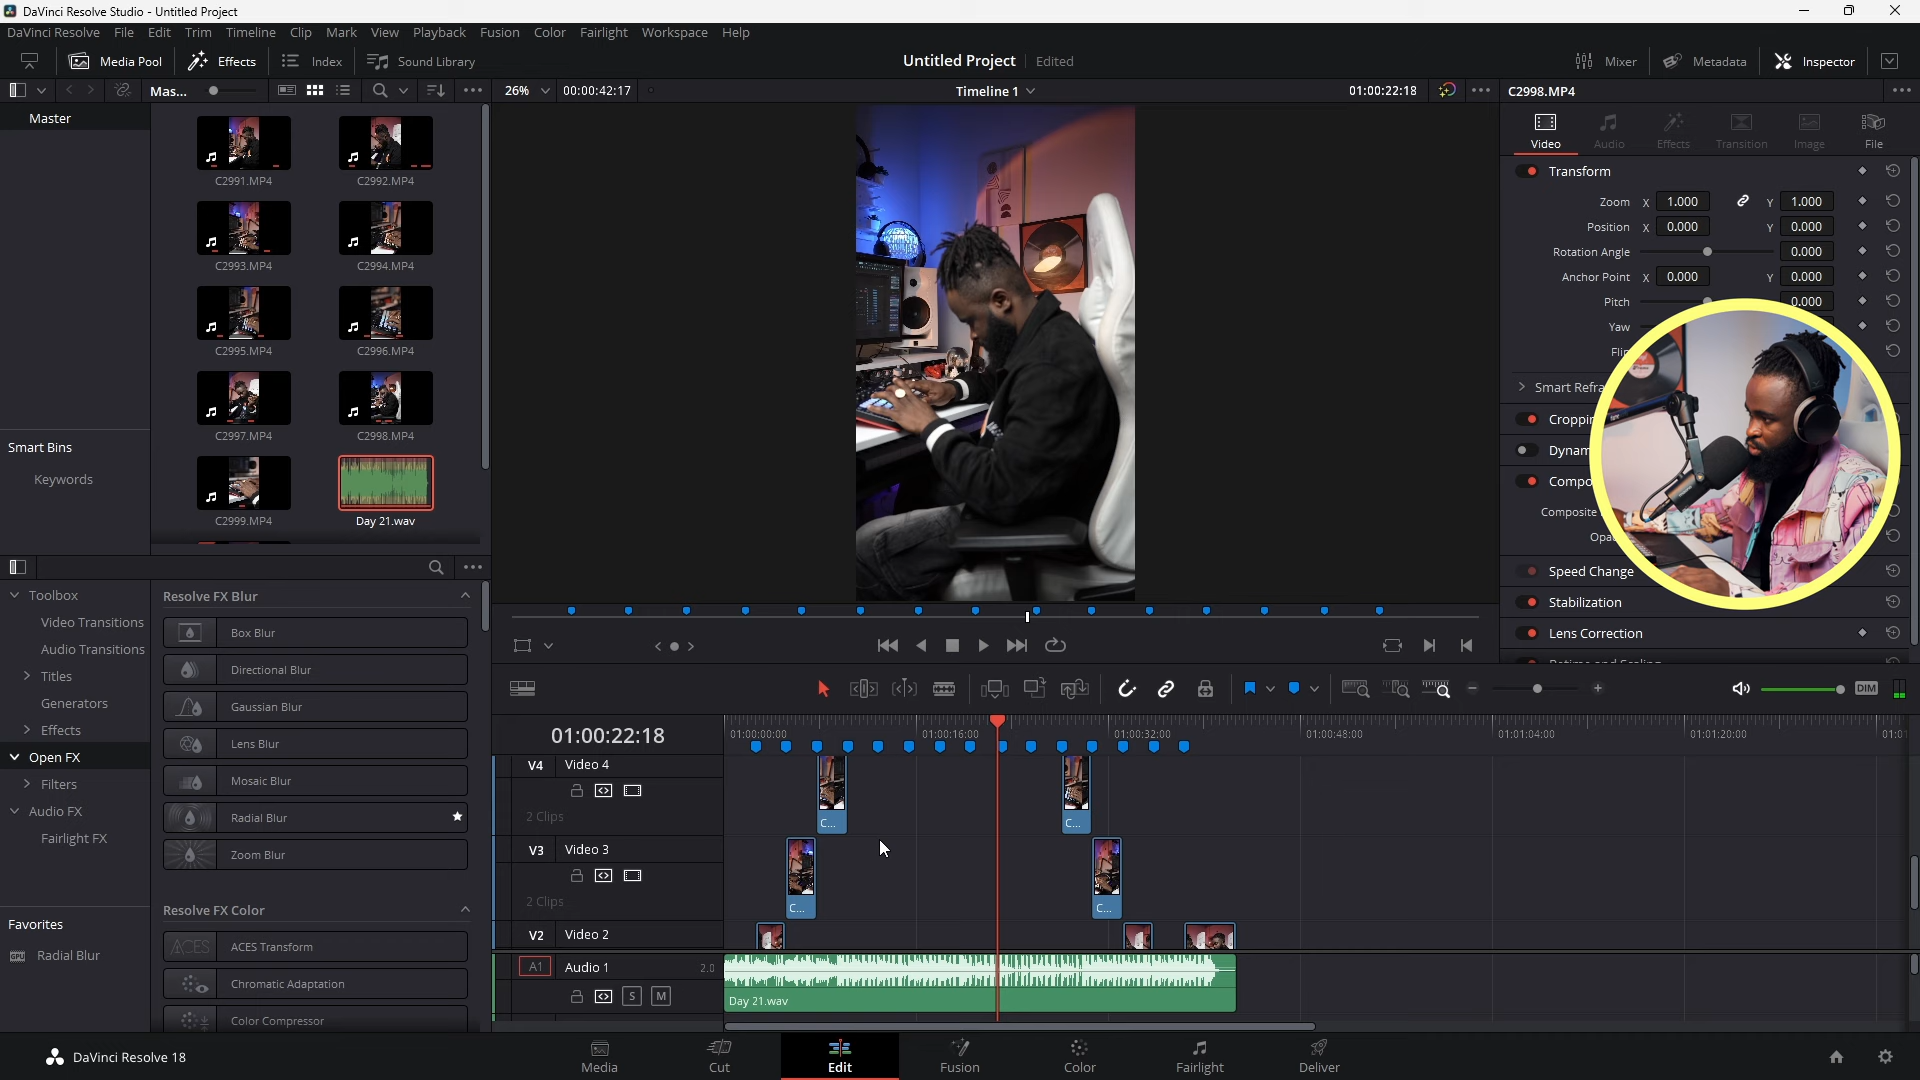 DaVinci Resolve Studio - Untitled Project
DaVinci Resolve File Edit Trim Timeline Clip Mark View Playback Fusion Color Fairlight Workspace Help
Media Pool Effects Index Sound Library Untitled Project Edited Mixer Metadata Inspector
Mas... 26% 00:00:42:17 Timeline 1 01:00:22:18 C2998.MP4
Master
C2991.MP4 C2992.MP4
C2993.MP4 C2994.MP4
C2995.MP4 C2996.MP4
C2997.MP4 C2998.MP4
C2999.MP4 Day 21.wav
Smart Bins
Keywords
Video Audio Effects Transition Image File
Transform
Zoom X 1.000 Y 1.000
Position X 0.000 Y 0.000
Rotation Angle 0.000
Anchor Point X 0.000 Y 0.000
Pitch 0.000
Yaw
Flip
Smart Refra
Croppin
Dynam
Compo
Composite
Opa
Speed Change
Stabilization
Lens Correction
Toolbox
Video Transitions
Audio Transitions
Titles
Generators
Effects
Open FX
Filters
Audio FX
Fairlight FX
Favorites
Radial Blur
Resolve FX Blur
Box Blur
Directional Blur
Gaussian Blur
Lens Blur
Mosaic Blur
Radial Blur
Zoom Blur
Resolve FX Color
ACES ACES Transform
Chromatic Adaptation
Color Compressor
DIM
01:00:22:18 01:00:00:00 01:00:16:00 01:00:32:00 01:00:48:00 01:01:04:00 01:01:20:00 01:0
V4 Video 4
2 Clips
C... C...
V3 Video 3
2 Clips
C... C...
V2 Video 2
A1 Audio 1 2.0
S M
Day 21.wav
DaVinci Resolve 18
Media Cut Edit Fusion Color Fairlight Deliver